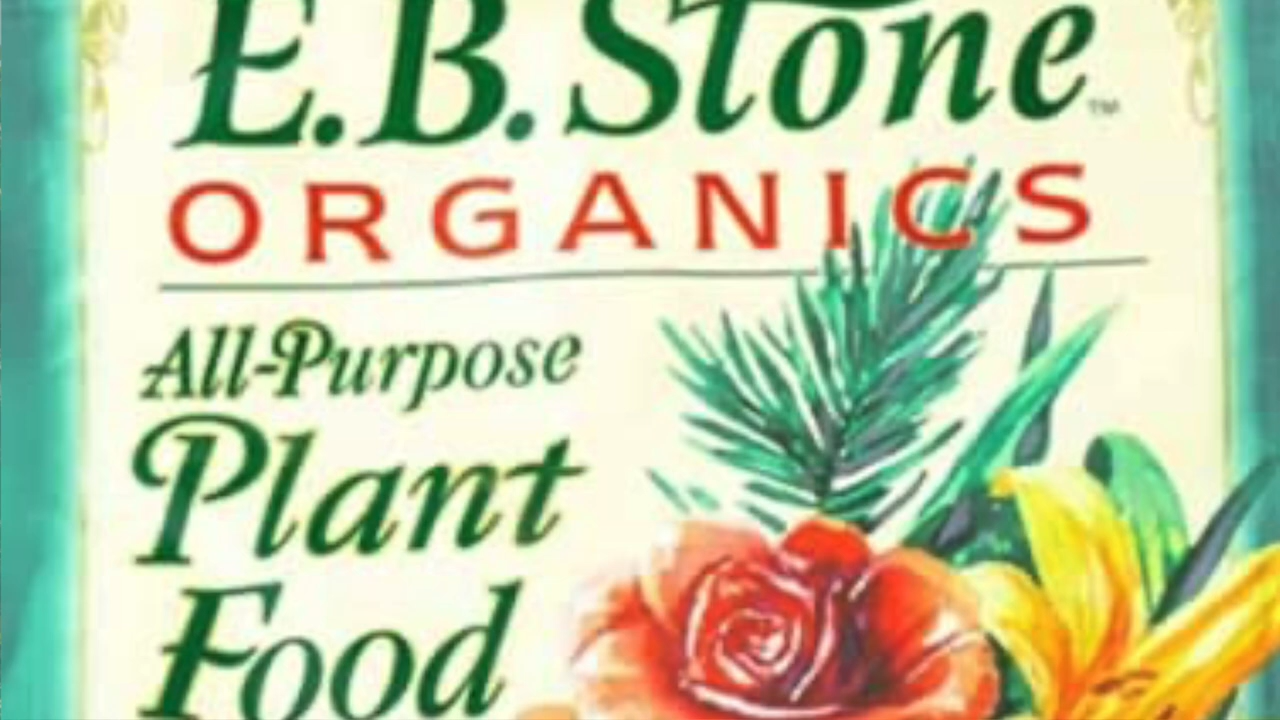 E.B. Stone™
ORGANICS
All-Purpose
Plant
Food